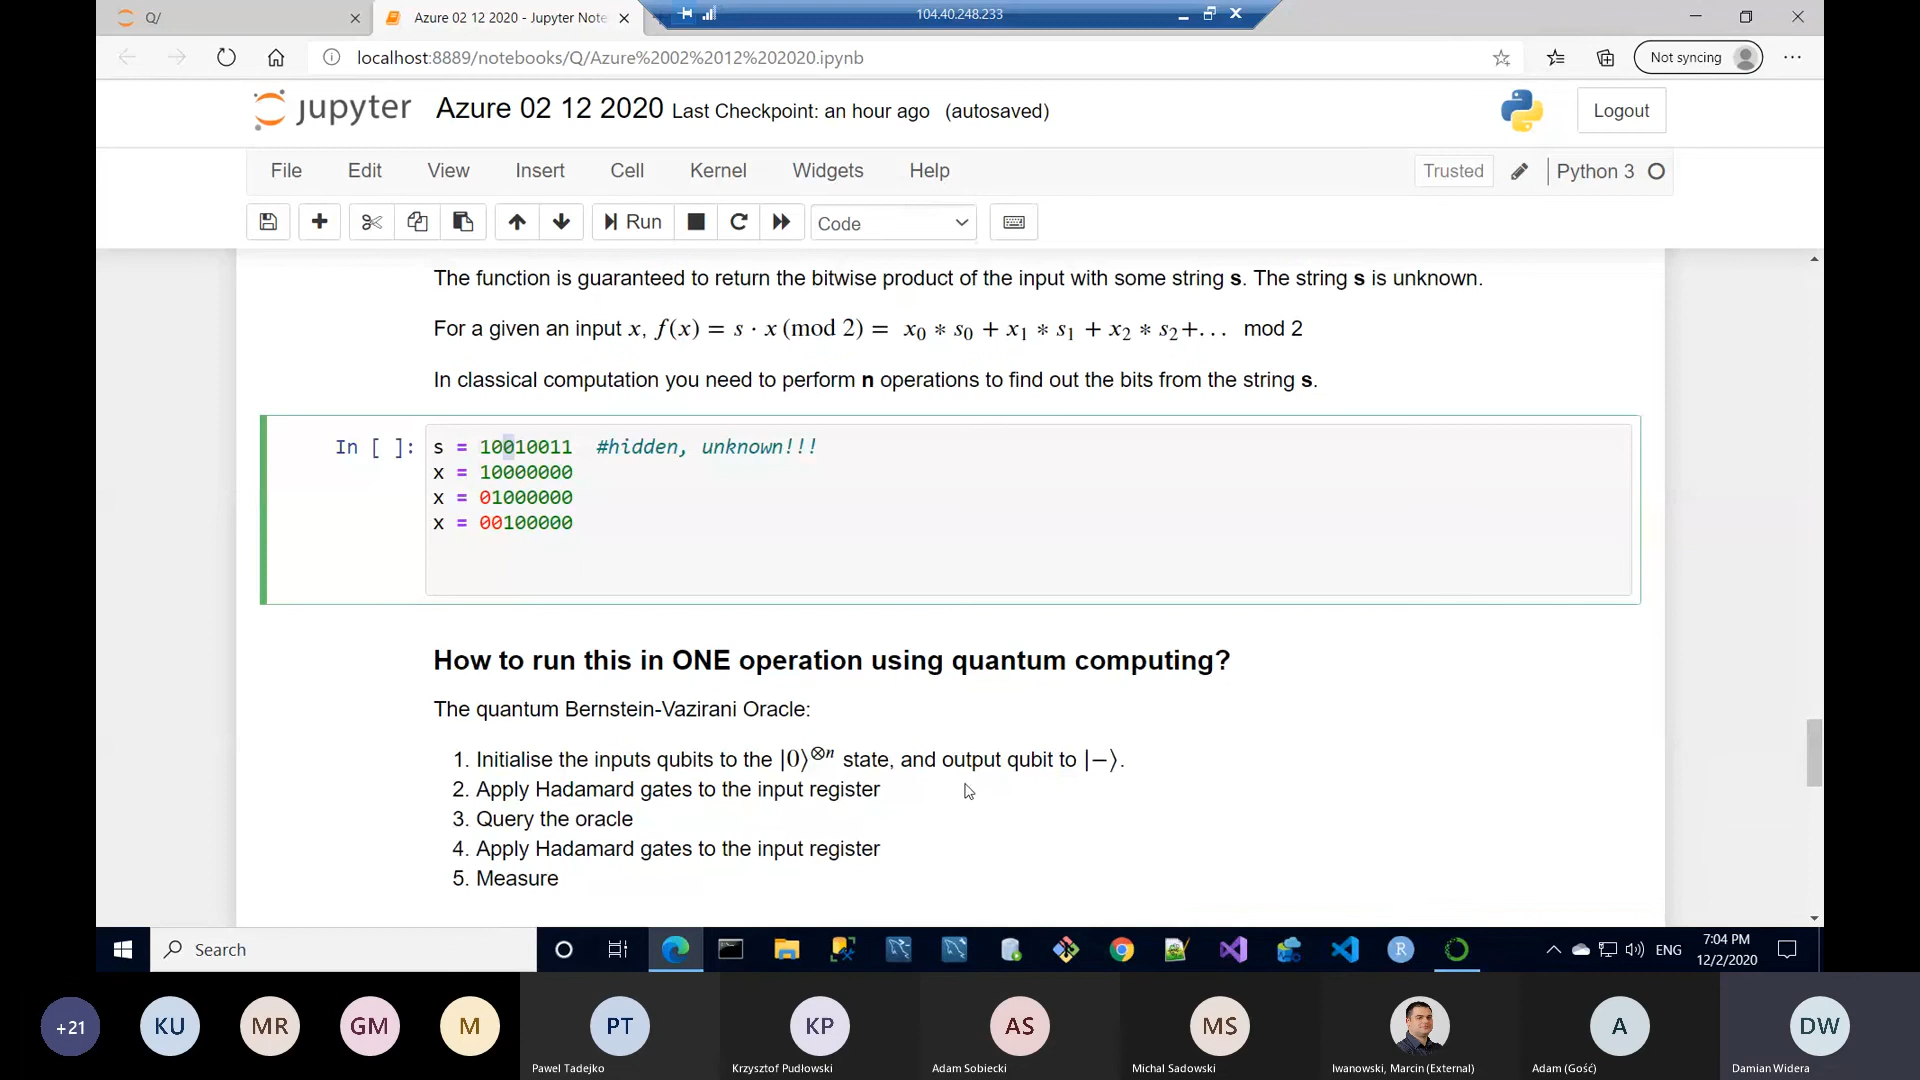 Q/
Azure 02 12 2020 - Jupyter Note
104.40.248.233
localhost:8889/notebooks/Q/Azure%2002%2012%202020.ipynb
Not syncing
jupyter Azure 02 12 2020 Last Checkpoint: an hour ago (autosaved)
Logout
File Edit View Insert Cell Kernel Widgets Help
Trusted
Python 3
Run
Code
The function is guaranteed to return the bitwise product of the input with some string s. The string s is unknown.
For a given an input x, f(x) = s · x (mod 2) = x₀ * s₀ + x₁ * s₁ + x₂ * s₂+... mod 2
In classical computation you need to perform n operations to find out the bits from the string s.
In [ ]:
s = 10010011 #hidden, unknown!!!
x = 10000000
x = 01000000
x = 00100000
How to run this in ONE operation using quantum computing?
The quantum Bernstein-Vazirani Oracle:
1. Initialise the inputs qubits to the |0⟩⊗ⁿ state, and output qubit to |−⟩.
2. Apply Hadamard gates to the input register
3. Query the oracle
4. Apply Hadamard gates to the input register
5. Measure
Search
R
ENG
7:04 PM
12/2/2020
+21
KU
MR
GM
M
PT
KP
AS
MS
A
DW
Pawel Tadejko
Krzysztof Pudłowski
Adam Sobiecki
Michal Sadowski
Iwanowski, Marcin (External)
Adam (Gość)
Damian Widera